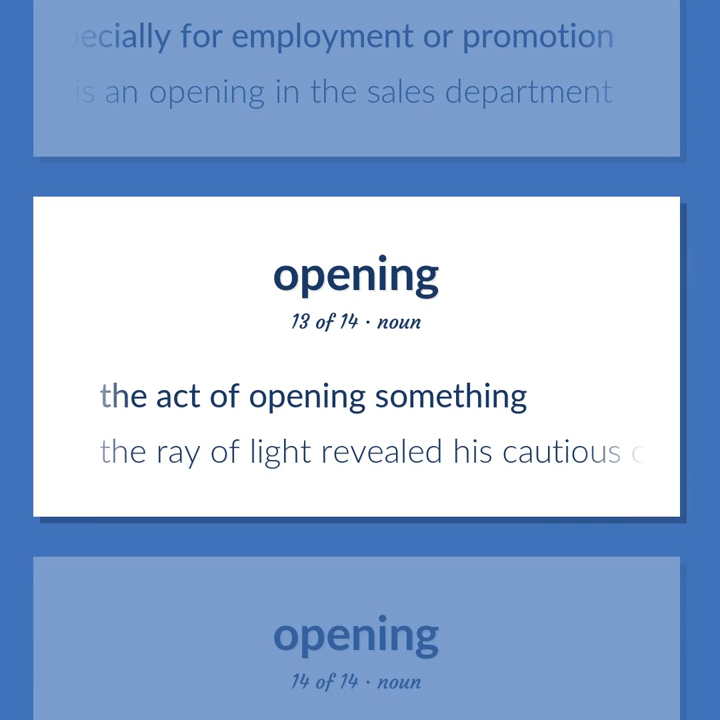 pecially for employment or promotion
is an opening in the sales department
opening
13 of 14 · noun
the act of opening something
the ray of light revealed his cautious
opening
14 of 14 · noun